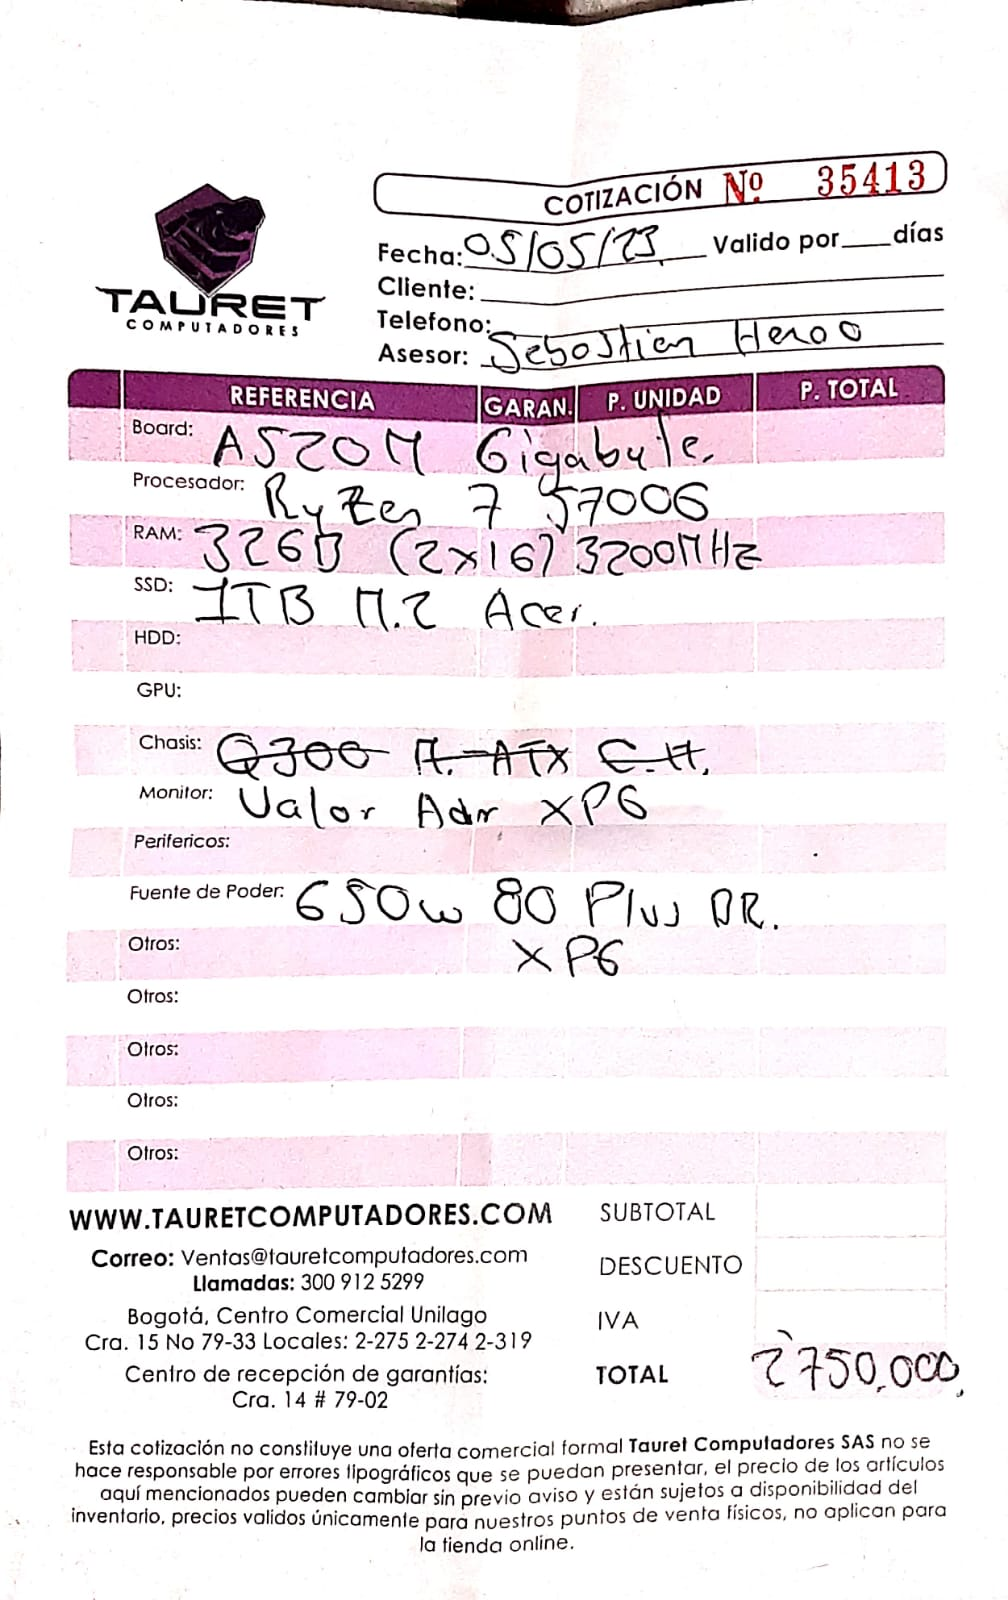 COTIZACIÓN Nº 35413
TAURET
COMPUTADORES
Fecha: 05/05/23 Valido por___días
Cliente:
Telefono:
Asesor: Sebastian
REFERENCIA GARAN. P. UNIDAD P. TOTAL
Board: A520M Gigabyte.
Procesador: Ryzen 7 5700G
RAM: 32GB (2x16) 3200MHz
SSD: 1TB M.2 Acer.
HDD:
GPU:
Chasis: Q300 M.-ATX C.M.
Monitor: Valor Adr XPG
Perifericos:
Fuente de Poder: 650w 80 Plus BR.
Otros: XPG
Otros:
Otros:
Otros:
Otros:
WWW.TAURETCOMPUTADORES.COM
Correo: Ventas@tauretcomputadores.com
Llamadas: 300 912 5299
Bogotá, Centro Comercial Unilago
Cra. 15 No 79-33 Locales: 2-275 2-274 2-319
Centro de recepción de garantías:
Cra. 14 # 79-02
SUBTOTAL
DESCUENTO
IVA
TOTAL 2'750.000
Esta cotización no constituye una oferta comercial formal Tauret Computadores SAS no se
hace responsable por errores tipográficos que se puedan presentar, el precio de los artículos
aquí mencionados pueden cambiar sin previo aviso y están sujetos a disponibilidad del
inventario, precios validos únicamente para nuestros puntos de venta físicos, no aplican para
la tienda online.